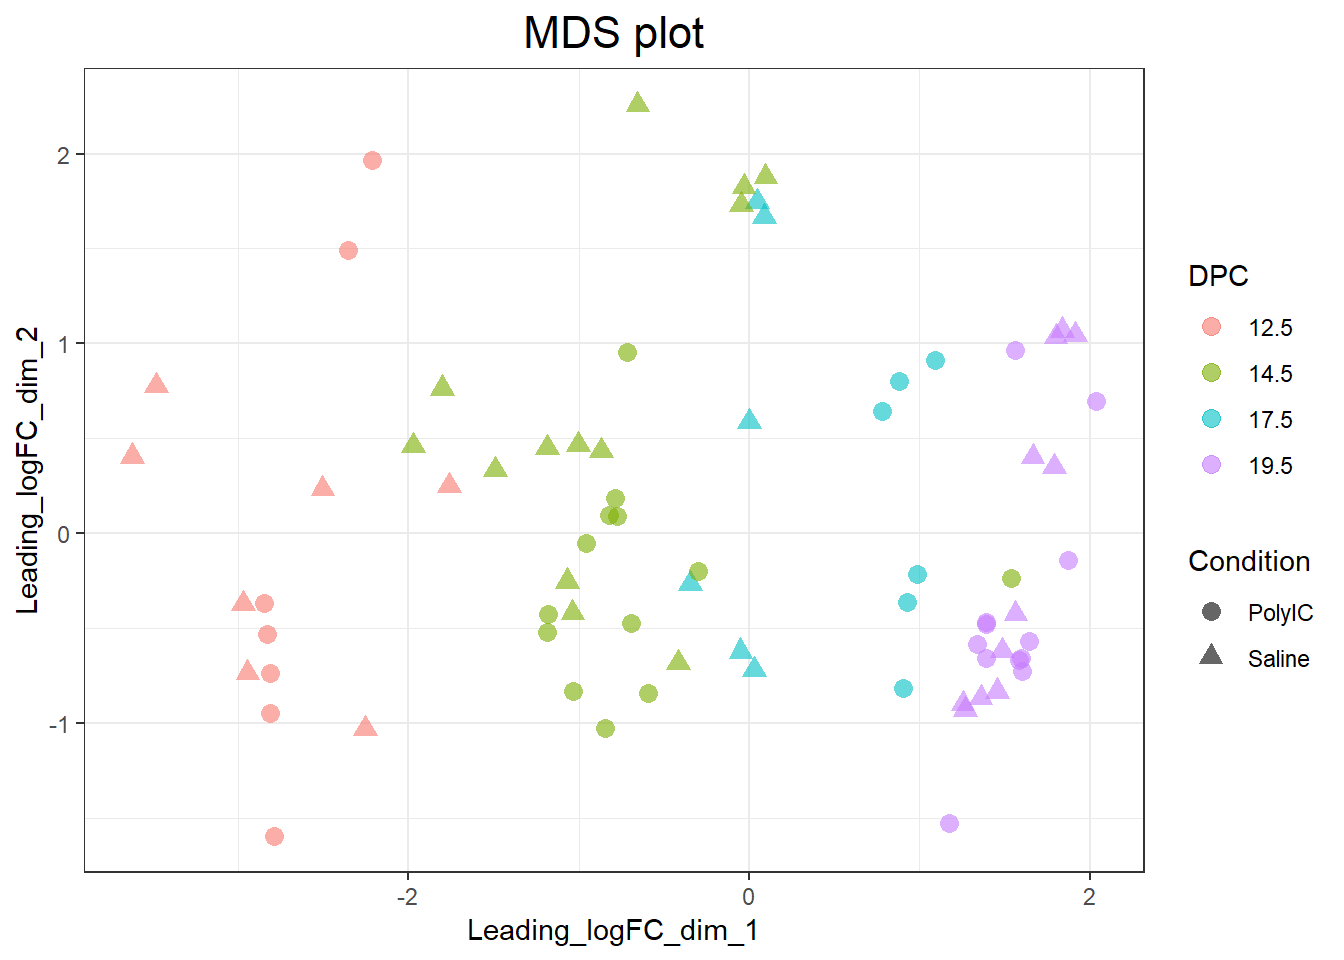 MDS plot
Leading_logFC_dim_2
2
1
0
-1
-2
0
2
Leading_logFC_dim_1
DPC
12.5
14.5
17.5
19.5
Condition
PolyIC
Saline